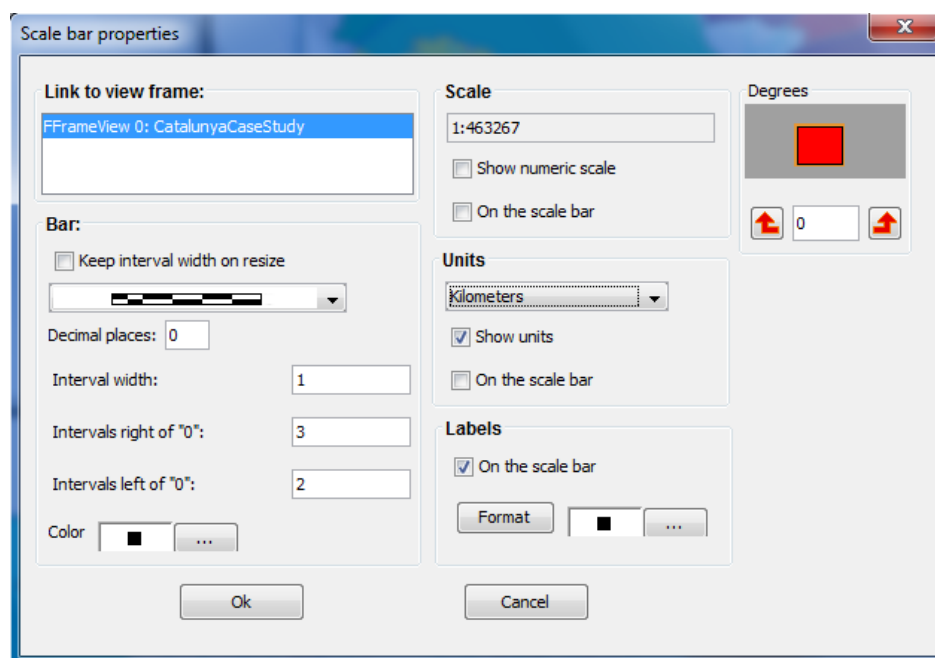 Scale bar properties
X
Link to view frame:
FFrameView 0: CatalunyaCaseStudy
Bar:
Keep interval width on resize
Decimal places: 0
Interval width: 1
Intervals right of "0": 3
Intervals left of "0": 2
Color ...
Scale
1:463267
Show numeric scale
On the scale bar
Units
Kilometers
Show units
On the scale bar
Labels
On the scale bar
Format ...
Degrees
0
Ok
Cancel